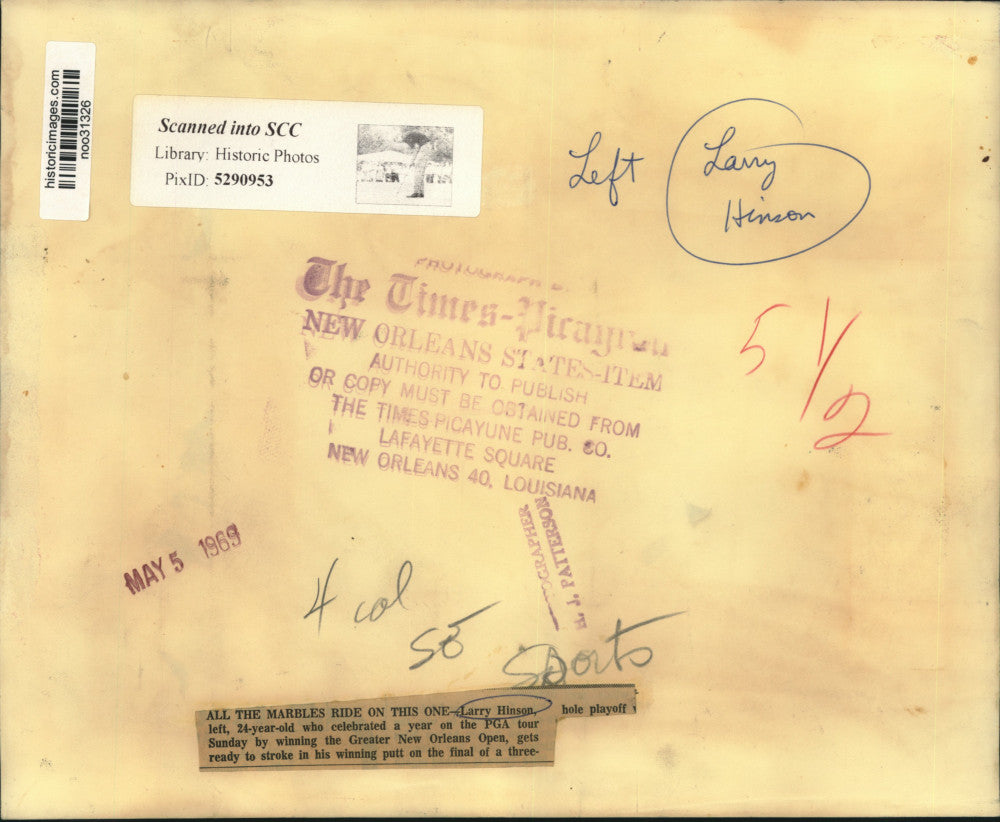 historicimages.com
noo31326
Scanned into SCC
Library: Historic Photos
PixID: 5290953
Left
Larry
Hinson
PHOTOGRAPH
The Times-Picayune
NEW ORLEANS STATES-ITEM
AUTHORITY TO PUBLISH
OR COPY MUST BE OBTAINED FROM
THE TIMES-PICAYUNE PUB. CO.
LAFAYETTE SQUARE
NEW ORLEANS 40, LOUISIANA
5 1/2
OGRAPHER
H. J. PATTERSON
MAY 5 1969
4 col
Sports
ALL THE MARBLES RIDE ON THIS ONE—Larry Hinson, hole playoff
left, 24-year-old who celebrated a year on the PGA tour
Sunday by winning the Greater New Orleans Open, gets
ready to stroke in his winning putt on the final of a three-